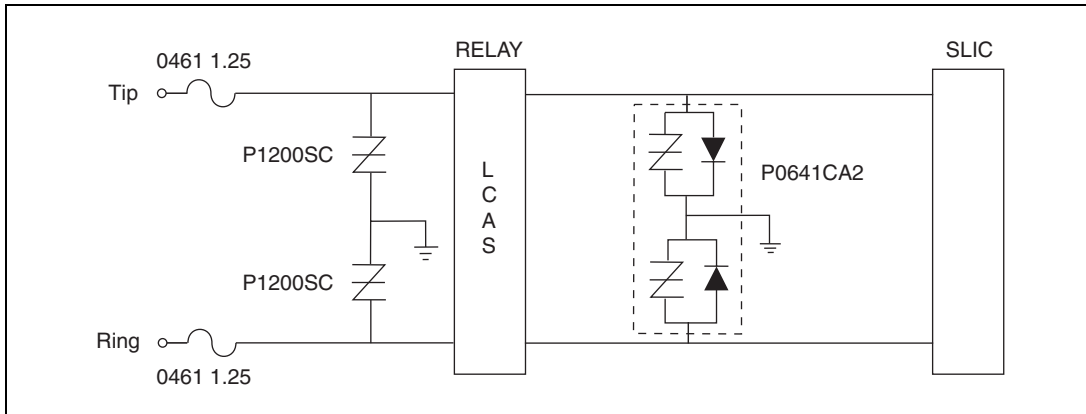 RELAY
SLIC
0461 1.25
Tip
P1200SC
L
C
A
S
P0641CA2
P1200SC
Ring
0461 1.25